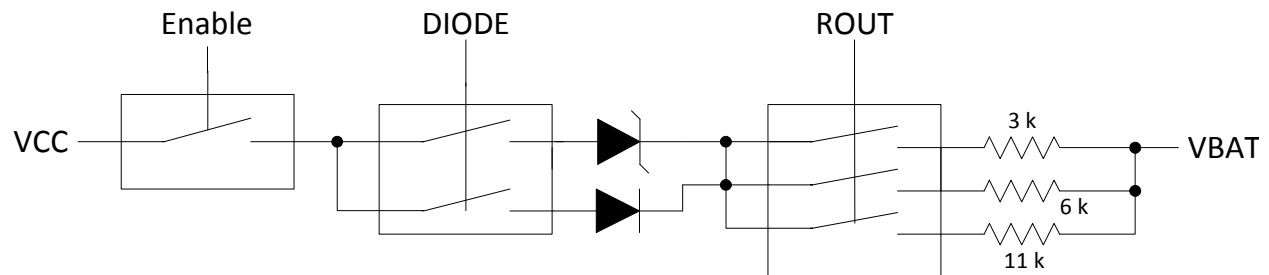 Enable
DIODE
ROUT
VCC
3 k
VBAT
6 k
11 k